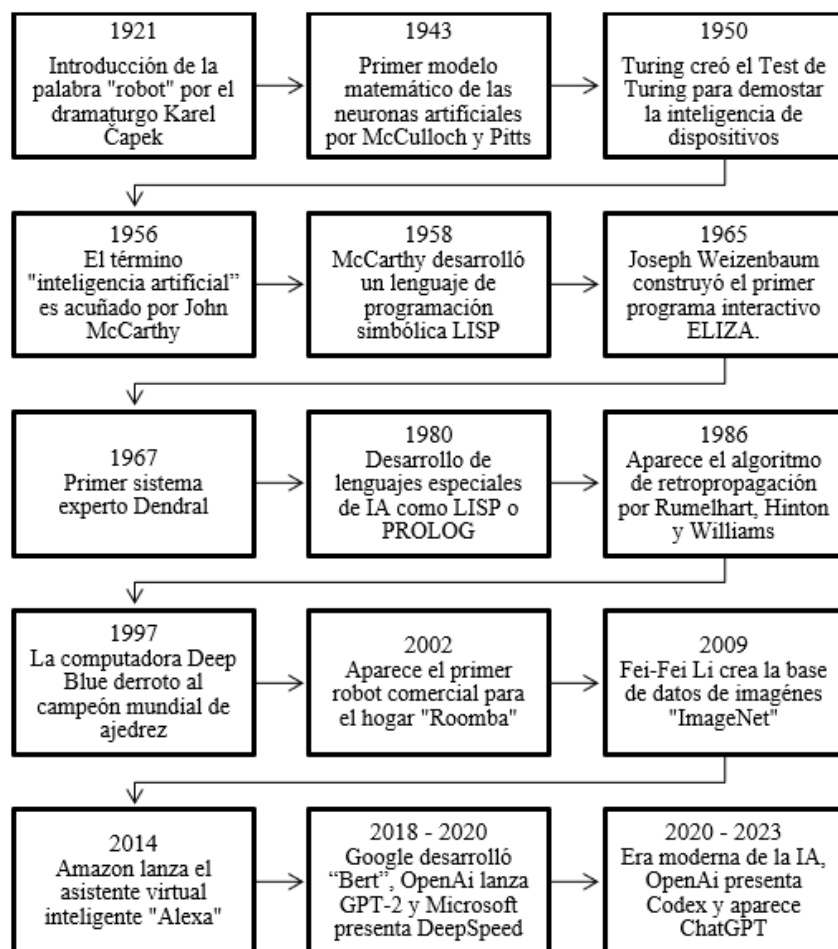 1921
Introducción de la
palabra "robot" por el
dramaturgo Karel
Čapek
1943
Primer modelo
matemático de las
neuronas artificiales
por McCulloch y Pitts
1950
Turing creó el Test de
Turing para demostar
la inteligencia de
dispositivos
1956
El término
"inteligencia artificial”
es acuñado por John
McCarthy
1958
McCarthy desarrolló
un lenguaje de
programación
simbólica LISP
1965
Joseph Weizenbaum
construyó el primer
programa interactivo
ELIZA.
1967
Primer sistema
experto Dendral
1980
Desarrollo de
lenguajes especiales
de IA como LISP o
PROLOG
1986
Aparece el algoritmo
de retropropagación
por Rumelhart, Hinton
y Williams
1997
La computadora Deep
Blue derroto al
campeón mundial de
ajedrez
2002
Aparece el primer
robot comercial para
el hogar "Roomba"
2009
Fei-Fei Li crea la base
de datos de imagénes
"ImageNet"
2014
Amazon lanza el
asistente virtual
inteligente "Alexa"
2018 - 2020
Google desarrolló
“Bert”, OpenAi lanza
GPT-2 y Microsoft
presenta DeepSpeed
2020 - 2023
Era moderna de la IA,
OpenAi presenta
Codex y aparece
ChatGPT